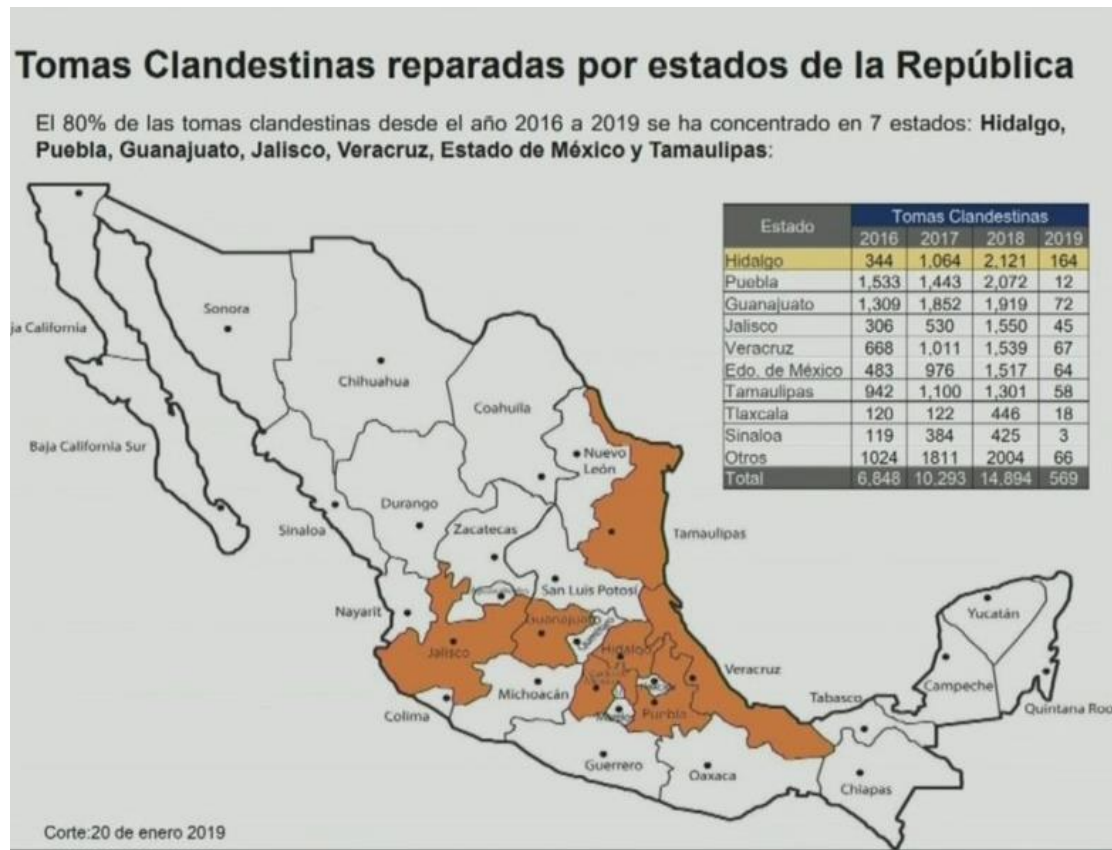 Tomas Clandestinas reparadas por estados de la República
El 80% de las tomas clandestinas desde el año 2016 a 2019 se ha concentrado en 7 estados: Hidalgo,
Puebla, Guanajuato, Jalisco, Veracruz, Estado de México y Tamaulipas:
Estado Tomas Clandestinas
2016 2017 2018 2019
Hidalgo 344 1,064 2,121 164
Puebla 1,533 1,443 2,072 12
Guanajuato 1,309 1,852 1,919 72
Jalisco 306 530 1,550 45
Veracruz 668 1,011 1,539 67
Edo. de México 483 976 1,517 64
Tamaulipas 942 1,100 1,301 58
Tlaxcala 120 122 446 18
Sinaloa 119 384 425 3
Otros 1024 1811 2004 66
Total 6,848 10,293 14,894 569
Sonora
ja California
Chihuahua
Coahuila
Baja California Sur
Nuevo
León
Durango
Sinaloa
Zacatecas
Tamaulipas
San Luis Potosí
Nayarit
Guanajuato
Yucatán
Jalisco
Hidalgo
Veracruz
Michoacán
Campeche
Tabasco
Colima
Puebla
Quintana Roo
Guerrero
Oaxaca
Chiapas
Corte:20 de enero 2019